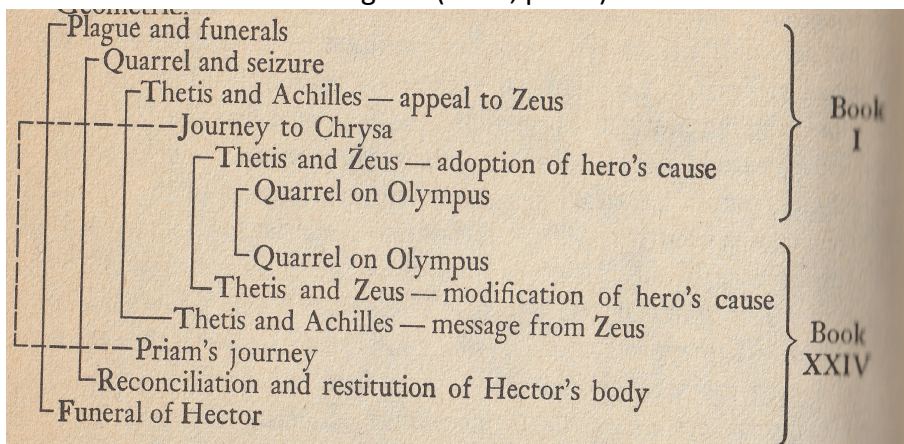 Plague and funerals
Quarrel and seizure
Thetis and Achilles — appeal to Zeus
Book
Journey to Chrysa
I
Thetis and Zeus — adoption of hero's cause
Quarrel on Olympus
Quarrel on Olympus
Thetis and Zeus — modification of hero's cause
Thetis and Achilles — message from Zeus
Book
Priam's journey
XXIV
Reconciliation and restitution of Hector's body
Funeral of Hector